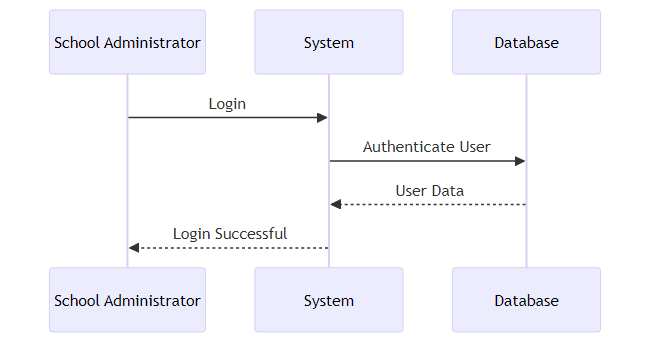 School Administrator
System
Database
Login
Authenticate User
User Data
Login Successful
School Administrator
System
Database